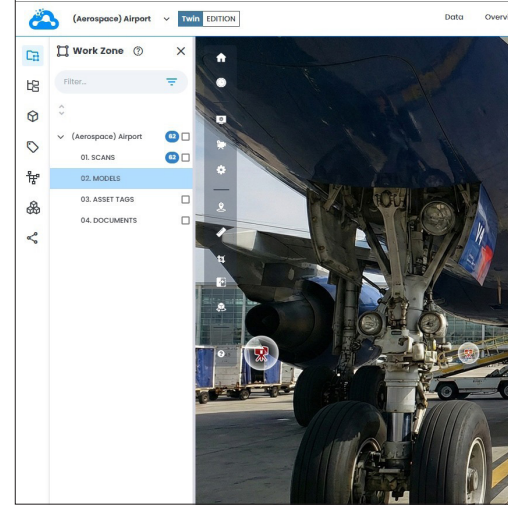 (Aerospace) Airport
Twin EDITION
Data
Overvi
Work Zone
Filter...
(Aerospace) Airport 62
01. SCANS 62
02. MODELS
03. ASSET TAGS
04. DOCUMENTS